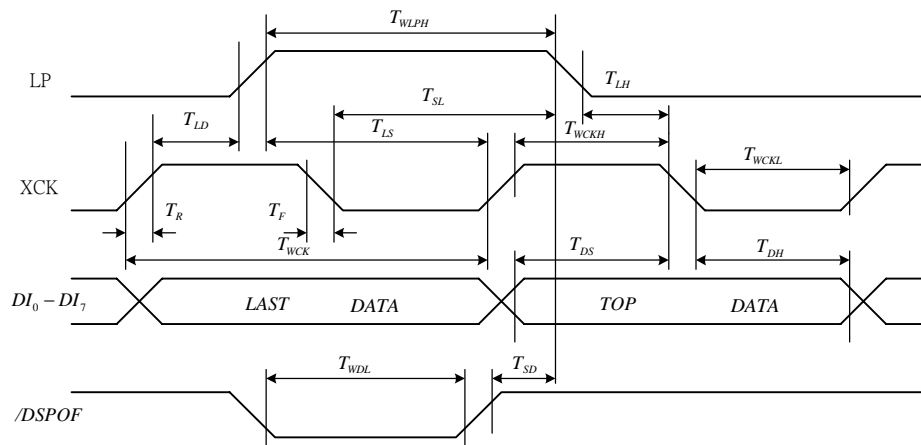 T_WLPH
LP
T_LH
T_SL
T_LD
T_LS
T_WCKH
T_WCKL
XCK
T_R
T_F
T_WCK
T_DS
T_DH
DI_0 – DI_7
LAST DATA
TOP DATA
T_WDL
T_SD
/DSPOF